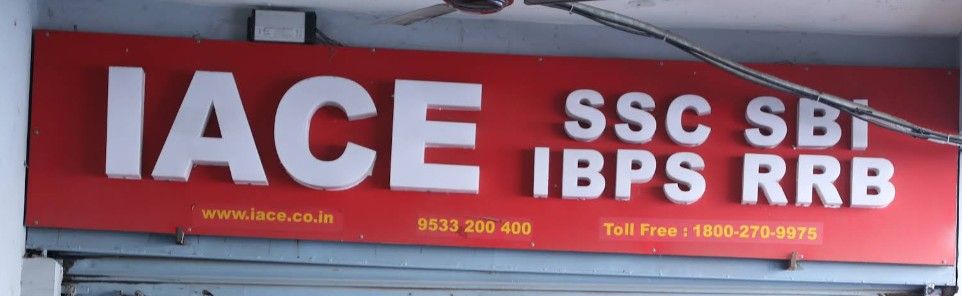 IACE
SSC SBI
IBPS RRB
www.iace.co.in
9533 200 400
Toll Free : 1800-270-9975